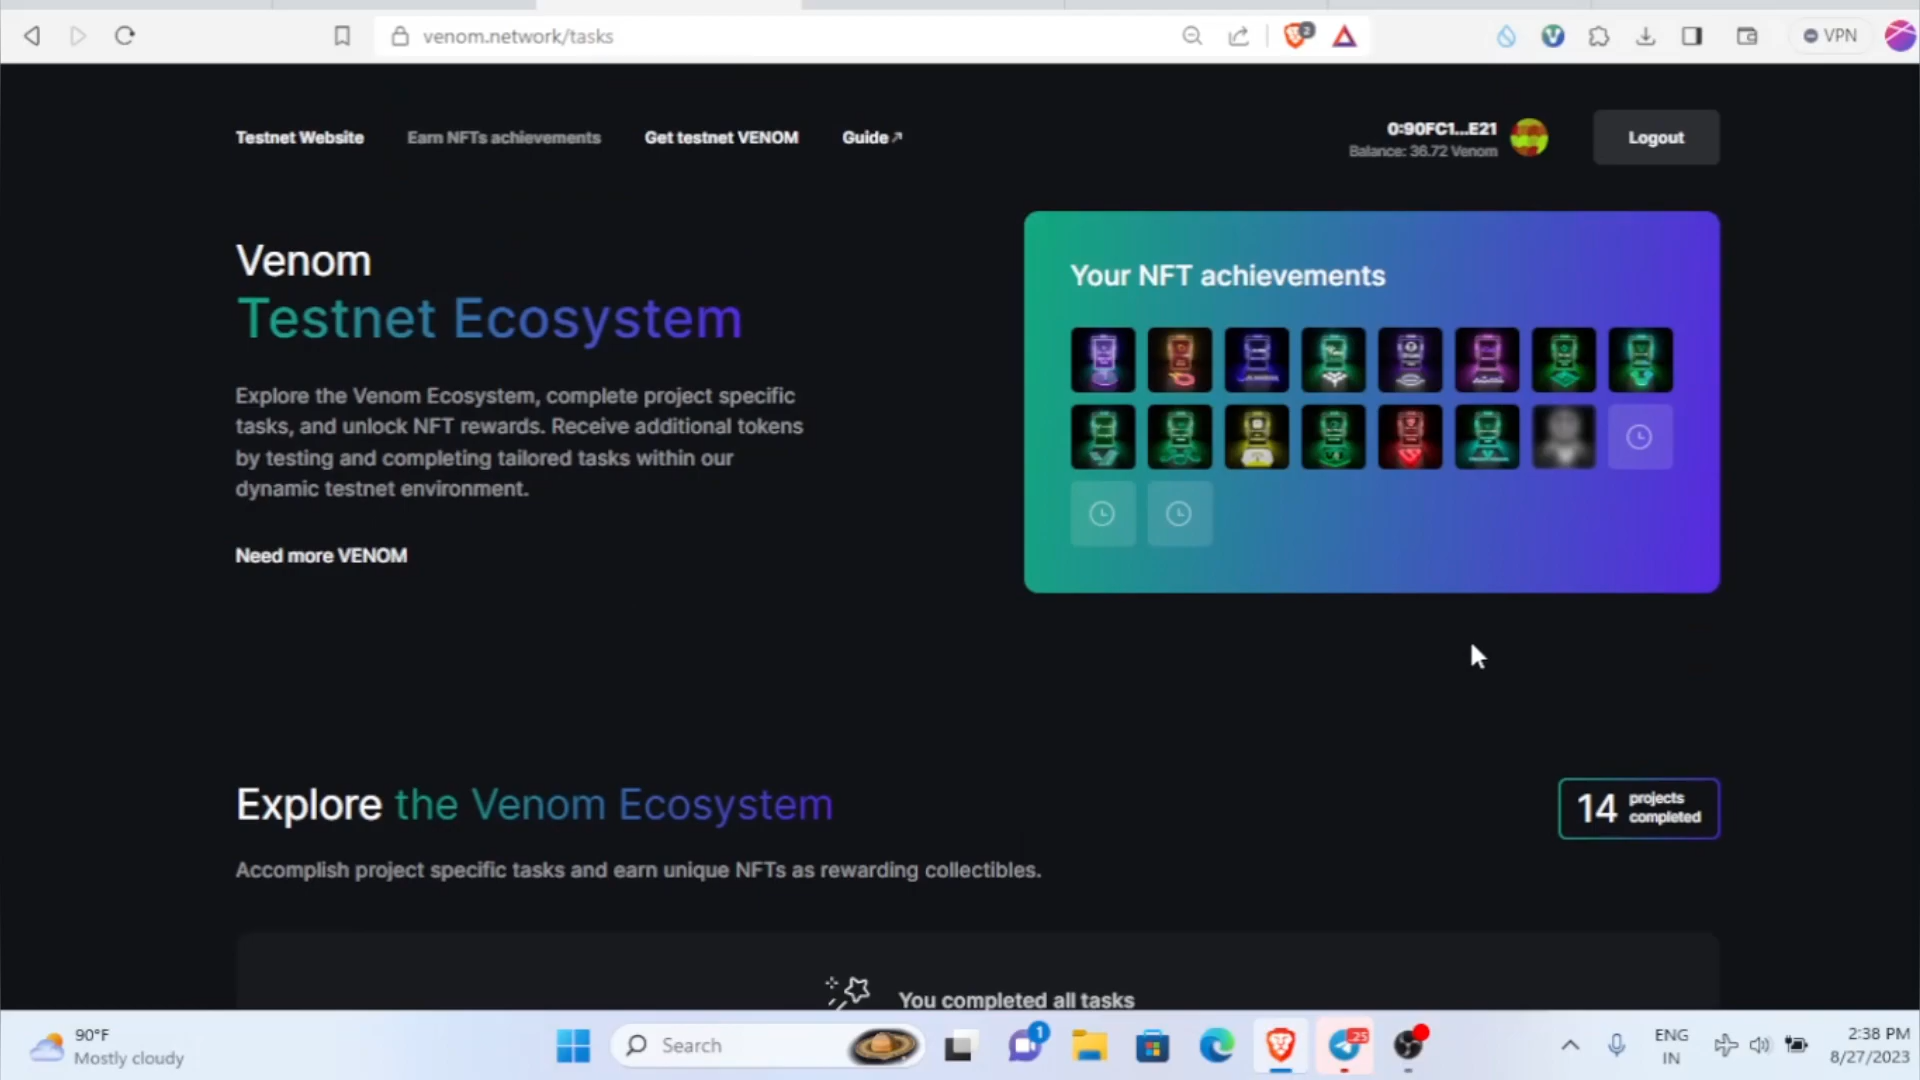 venom.network/tasks
2
VPN
Testnet Website
Earn NFTs achievements
Get testnet VENOM
Guide
0:90FC1...E21
Balance: 36.72 Venom
Logout
Venom
Testnet Ecosystem
Explore the Venom Ecosystem, complete project specific
tasks, and unlock NFT rewards. Receive additional tokens
by testing and completing tailored tasks within our
dynamic testnet environment.
Need more VENOM
Your NFT achievements
Explore the Venom Ecosystem
14 projects
completed
Accomplish project specific tasks and earn unique NFTs as rewarding collectibles.
You completed all tasks
90°F
Mostly cloudy
Search
1
25
ENG
IN
2:38 PM
8/27/2023